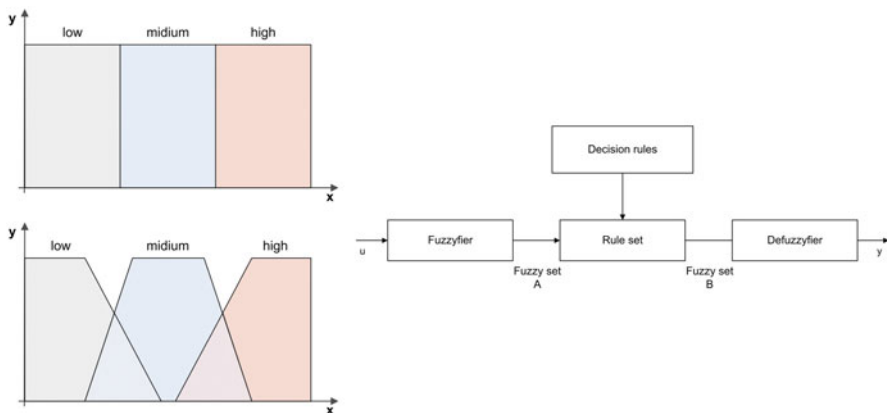 y
low midium high
x
y
low midium high
x
Decision rules
Fuzzyfier
Rule set
Defuzzyfier
u
y
Fuzzy set
A
Fuzzy set
B